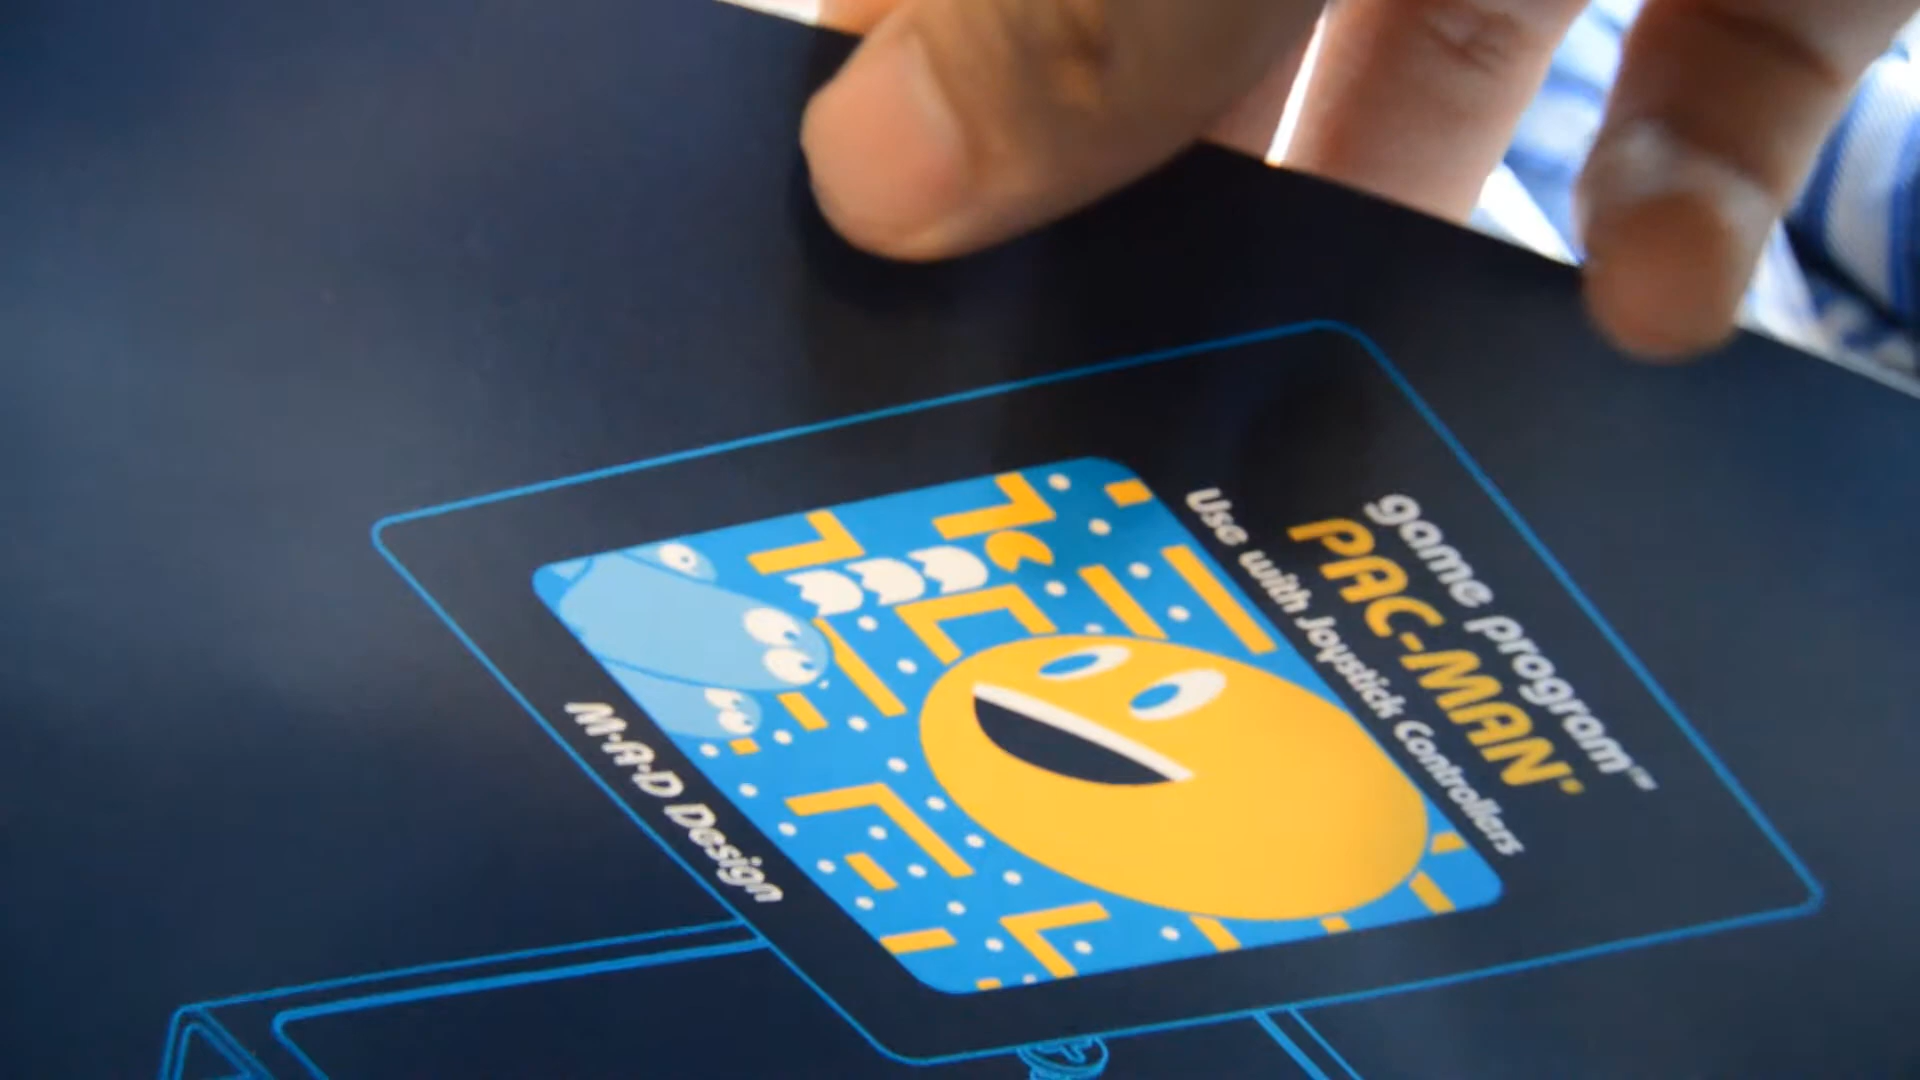 game program™
PAC-MAN®
Use with Joystick Controllers
M·A·D Design